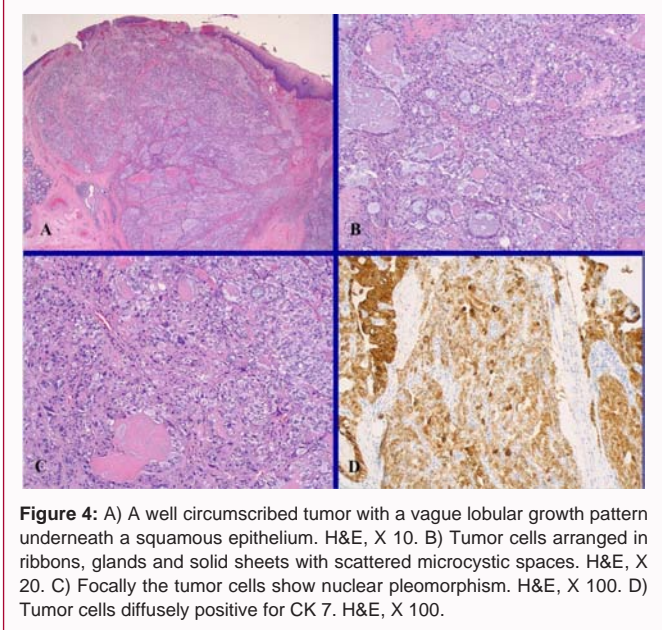 A
B
C
D
Figure 4: A) A well circumscribed tumor with a vague lobular growth pattern
underneath a squamous epithelium. H&E, X 10. B) Tumor cells arranged in
ribbons, glands and solid sheets with scattered microcystic spaces. H&E, X
20. C) Focally the tumor cells show nuclear pleomorphism. H&E, X 100. D)
Tumor cells diffusely positive for CK 7. H&E, X 100.